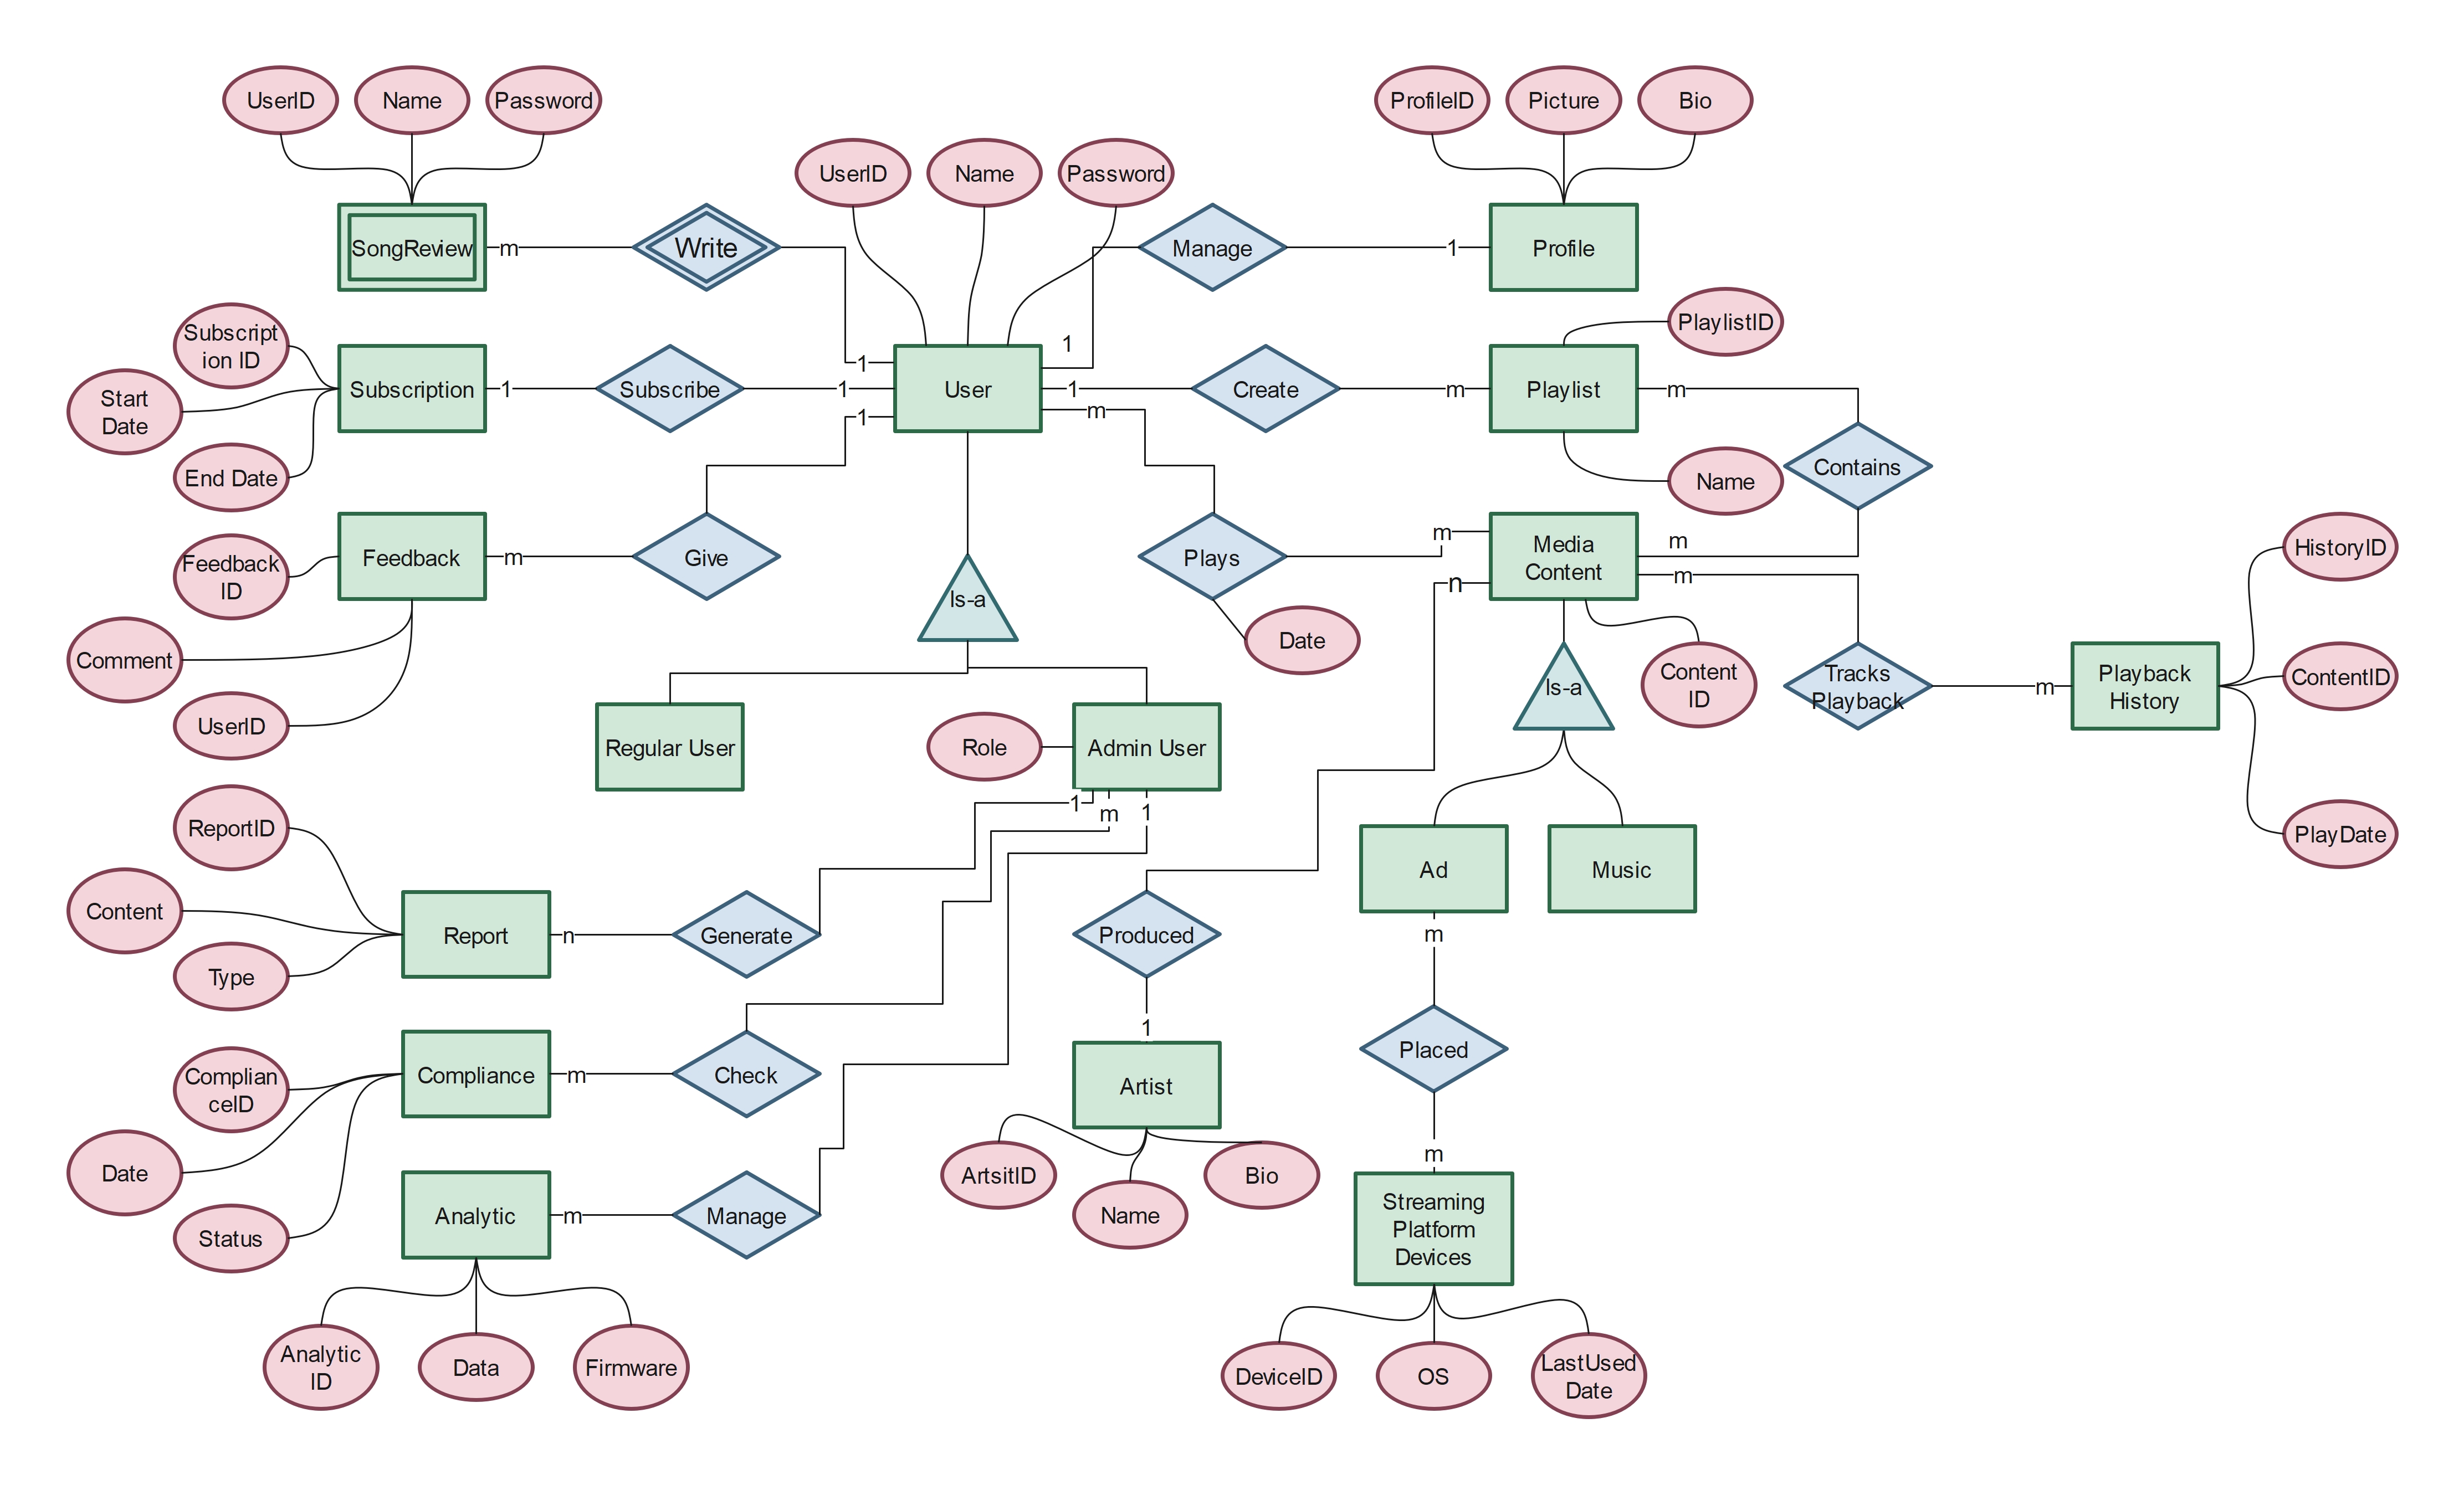 UserID
Name
Password
ProfileID
Picture
Bio
UserID
Name
Password
SongReview
m
Write
Manage
1
Profile
PlaylistID
Subscript
ion ID
1
1
Start
Date
Subscription
1
Subscribe
1
User
1
Create
m
Playlist
m
1
m
End Date
Name
Contains
Feedback
ID
Feedback
m
Give
Plays
m
Media
Content
m
m
n
HistoryID
Is-a
Date
Comment
Content
ID
Is-a
Tracks
Playback
m
Playback
History
ContentID
UserID
Regular User
Role
Admin User
1
m
1
ReportID
PlayDate
Content
Ad
Music
Report
n
Generate
Produced
m
Type
1
Complian
ceID
Compliance
m
Check
Artist
Placed
Date
m
Status
Analytic
m
Manage
ArtsitID
Name
Bio
Streaming
Platform
Devices
Analytic
ID
Data
Firmware
DeviceID
OS
LastUsed
Date